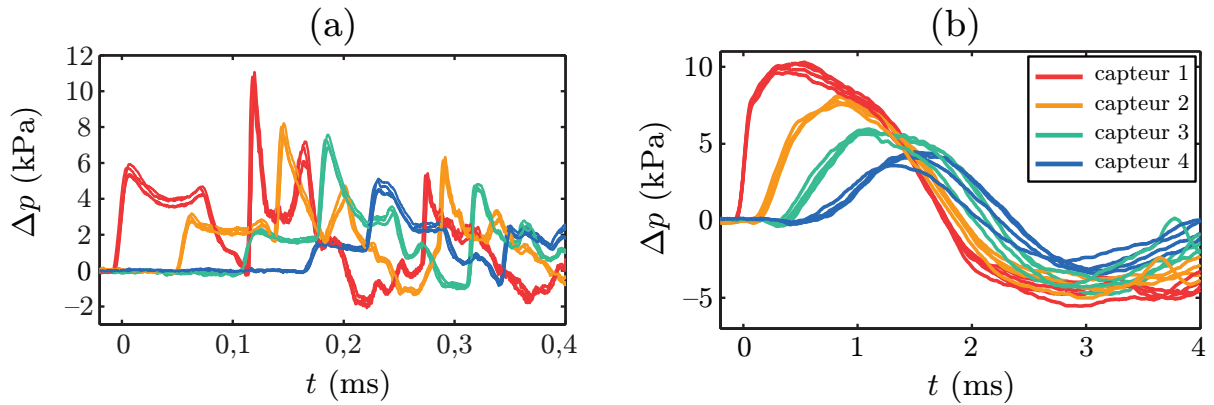 (a)
12
10
8
6
4
2
0
−2
Δp (kPa)
0 0,1 0,2 0,3 0,4
t (ms)
(b)
10
5
0
−5
Δp (kPa)
0 1 2 3 4
t (ms)
capteur 1
capteur 2
capteur 3
capteur 4